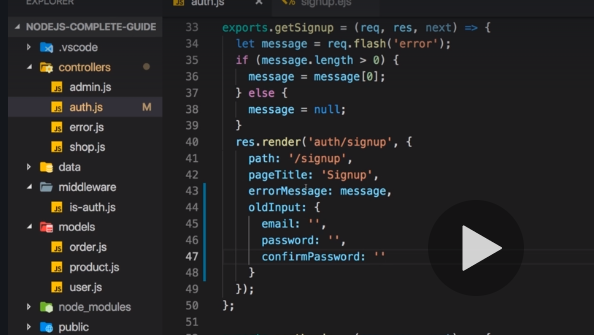 EXPLORER
NODEJS-COMPLETE-GUIDE
.vscode
controllers
admin.js
auth.js M
error.js
shop.js
data
middleware
is-auth.js
models
order.js
product.js
user.js
node_modules
public
auth.js
signup.ejs
33 exports.getSignup = (req, res, next) => {
34 let message = req.flash('error');
35 if (message.length > 0) {
36 message = message[0];
37 } else {
38 message = null;
39 }
40 res.render('auth/signup', {
41 path: '/signup',
42 pageTitle: 'Signup',
43 errorMessage: message,
44 oldInput: {
45 email: '',
46 password: '',
47 confirmPassword: ''
48 }
49 });
50 };
51